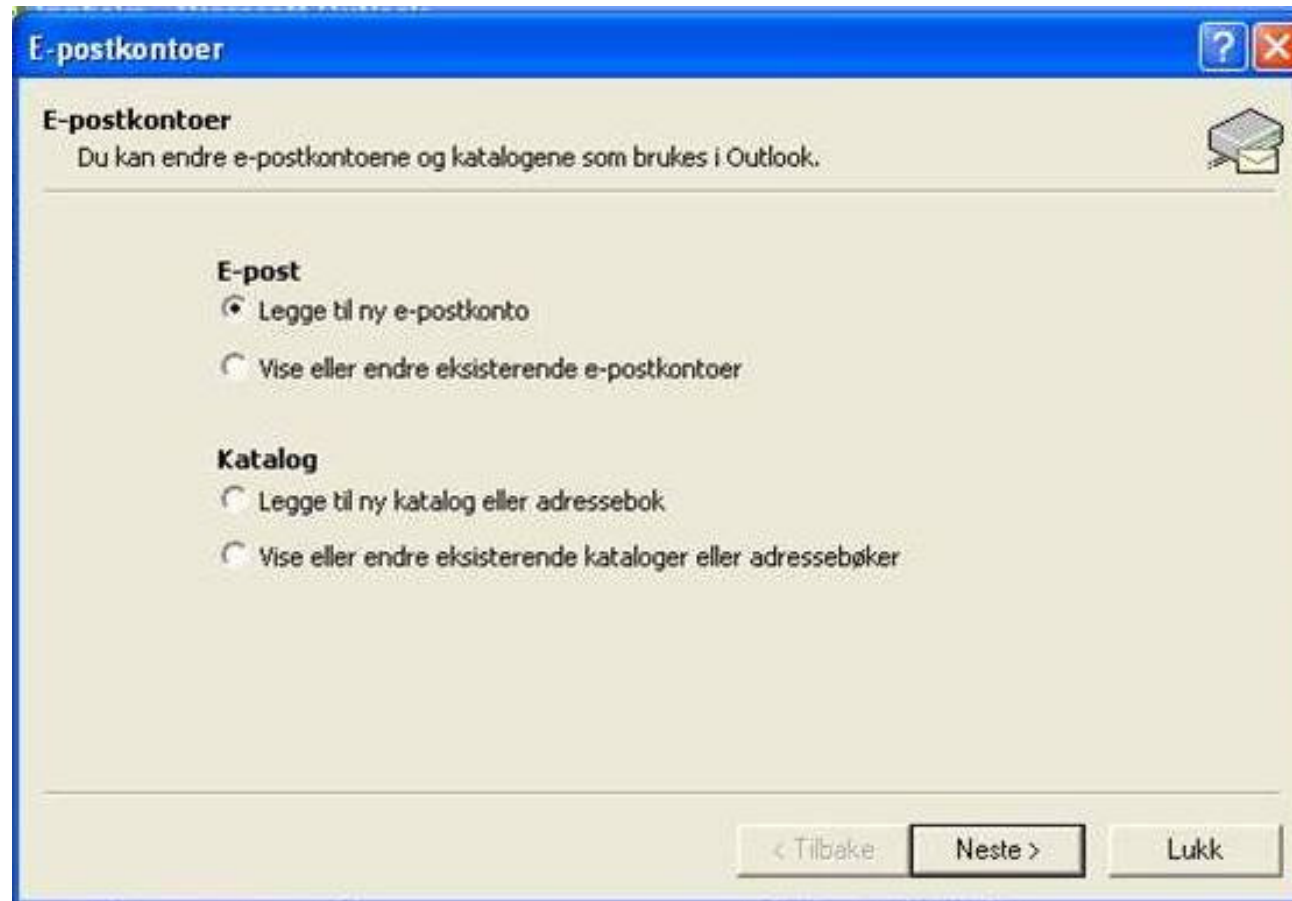 E-postkontoer
E-postkontoer
Du kan endre e-postkontoene og katalogene som brukes i Outlook.
E-post
Legge til ny e-postkonto
Vise eller endre eksisterende e-postkontoer
Katalog
Legge til ny katalog eller adressebok
Vise eller endre eksisterende kataloger eller adressebøker
< Tilbake
Neste >
Lukk